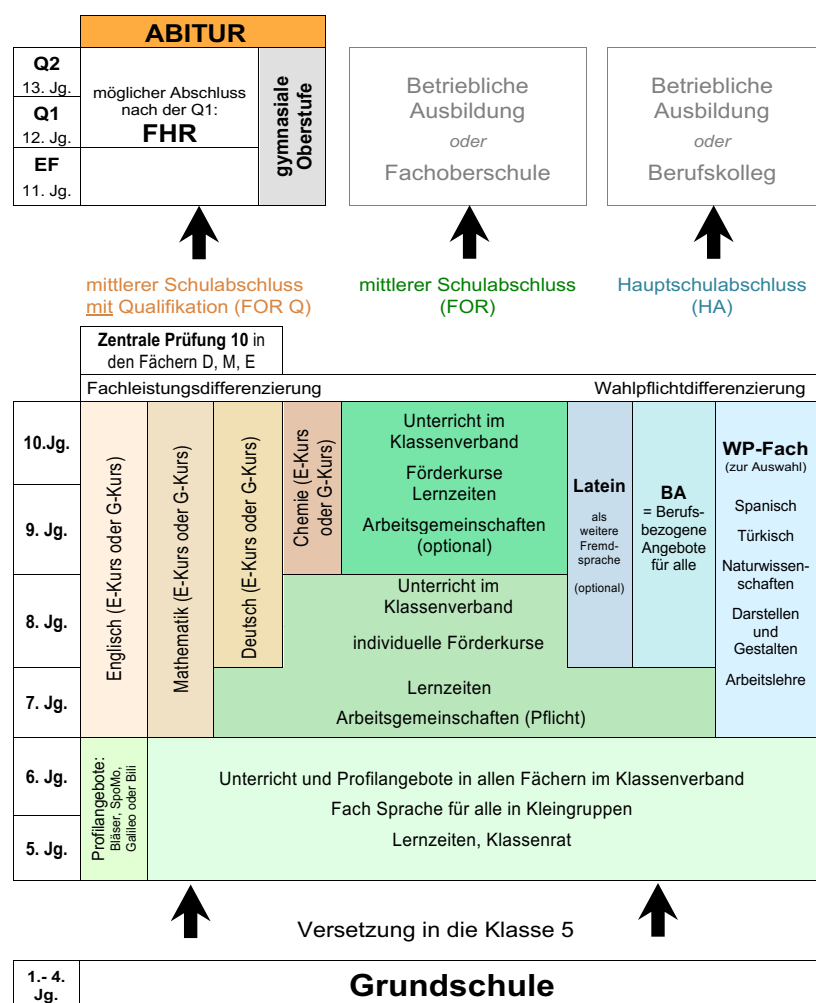 ABITUR
Q2
13. Jg.
Q1
12. Jg.
EF
11. Jg.
möglicher Abschluss
nach der Q1:
FHR
gymnasiale
Oberstufe
Betriebliche
Ausbildung
oder
Fachoberschule
Betriebliche
Ausbildung
oder
Berufskolleg
mittlerer Schulabschluss
mit Qualifikation (FOR Q)
mittlerer Schulabschluss
(FOR)
Hauptschulabschluss
(HA)
Zentrale Prüfung 10 in
den Fächern D, M, E
Fachleistungsdifferenzierung
Wahlpflichtdifferenzierung
10.Jg.
9. Jg.
8. Jg.
7. Jg.
6. Jg.
5. Jg.
Englisch (E-Kurs oder G-Kurs)
Mathematik (E-Kurs oder G-Kurs)
Deutsch (E-Kurs oder G-Kurs)
Chemie (E-Kurs
oder G-Kurs)
Unterricht im
Klassenverband
Förderkurse
Lernzeiten
Arbeitsgemeinschaften
(optional)
Unterricht im
Klassenverband
individuelle Förderkurse
Lernzeiten
Arbeitsgemeinschaften (Pflicht)
Latein
als
weitere
Fremd-
sprache
(optional)
BA
= Berufs-
bezogene
Angebote
für alle
WP-Fach
(zur Auswahl)
Spanisch
Türkisch
Naturwissen-
schaften
Darstellen
und
Gestalten
Arbeitslehre
Profilangebote:
Bläser, SpoMo,
Galileo oder Bili
Unterricht und Profilangebote in allen Fächern im Klassenverband
Fach Sprache für alle in Kleingruppen
Lernzeiten, Klassenrat
Versetzung in die Klasse 5
1.- 4.
Jg.
Grundschule